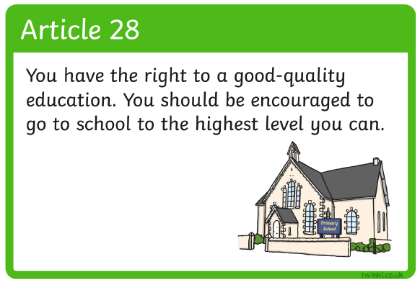 Article 28
You have the right to a good-quality
education. You should be encouraged to
go to school to the highest level you can.
Primary
School
twinkl.co.uk